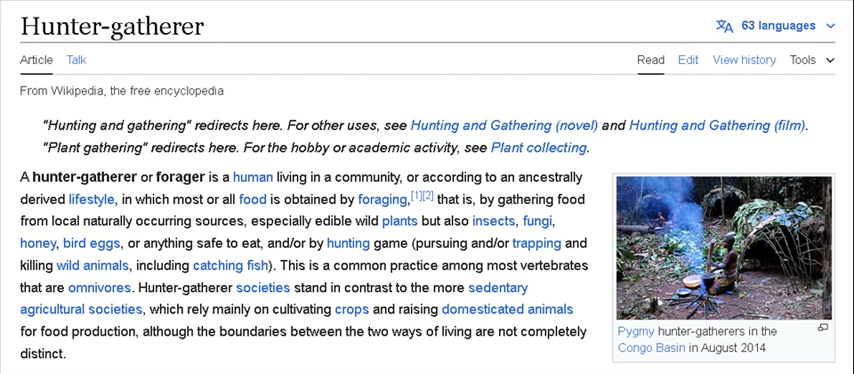 Hunter-gatherer
63 languages
Article Talk
Read Edit View history Tools
From Wikipedia, the free encyclopedia
"Hunting and gathering" redirects here. For other uses, see Hunting and Gathering (novel) and Hunting and Gathering (film).
"Plant gathering" redirects here. For the hobby or academic activity, see Plant collecting.
A hunter-gatherer or forager is a human living in a community, or according to an ancestrally
derived lifestyle, in which most or all food is obtained by foraging,[1][2] that is, by gathering food
from local naturally occurring sources, especially edible wild plants but also insects, fungi,
honey, bird eggs, or anything safe to eat, and/or by hunting game (pursuing and/or trapping and
killing wild animals, including catching fish). This is a common practice among most vertebrates
that are omnivores. Hunter-gatherer societies stand in contrast to the more sedentary
agricultural societies, which rely mainly on cultivating crops and raising domesticated animals
for food production, although the boundaries between the two ways of living are not completely
distinct.
Pygmy hunter-gatherers in the
Congo Basin in August 2014